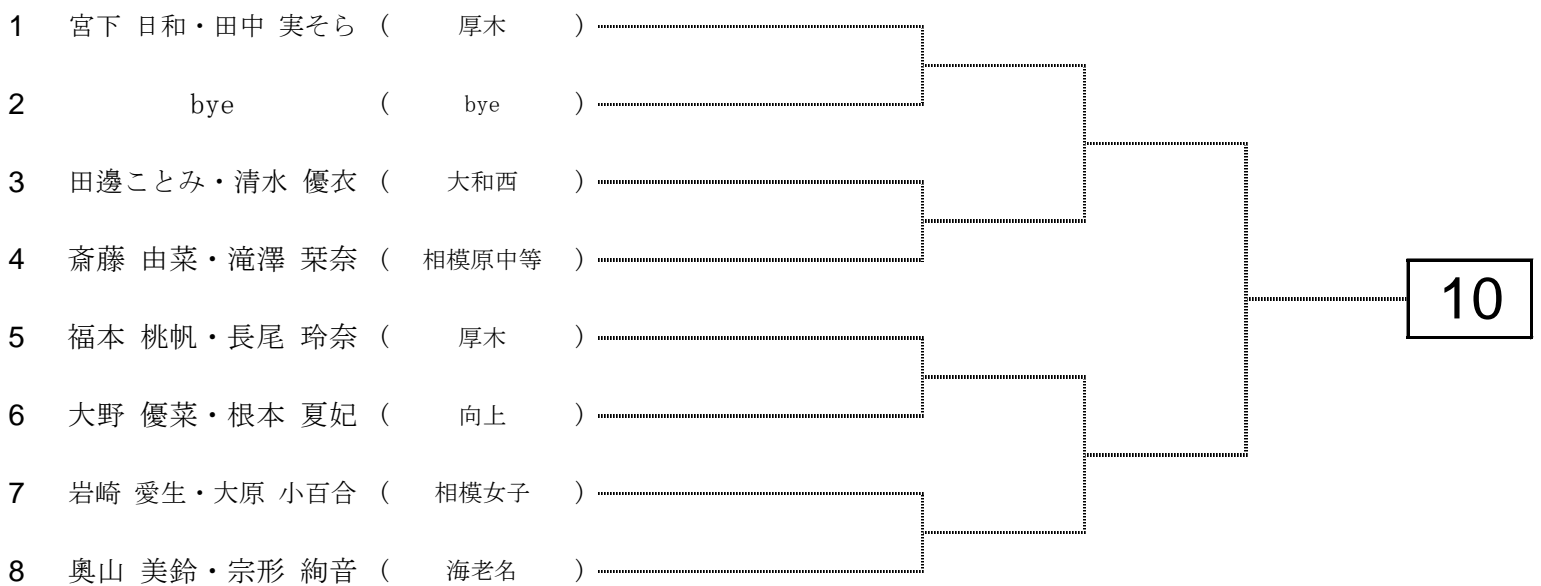 1 宮下 日和・田中 実そら ( 厚木 )
2 bye ( bye )
3 田邊ことみ・清水 優衣 ( 大和西 )
4 斎藤 由菜・滝澤 栞奈 ( 相模原中等 )
10
5 福本 桃帆・長尾 玲奈 ( 厚木 )
6 大野 優菜・根本 夏妃 ( 向上 )
7 岩崎 愛生・大原 小百合 ( 相模女子 )
8 奥山 美鈴・宗形 絢音 ( 海老名 )